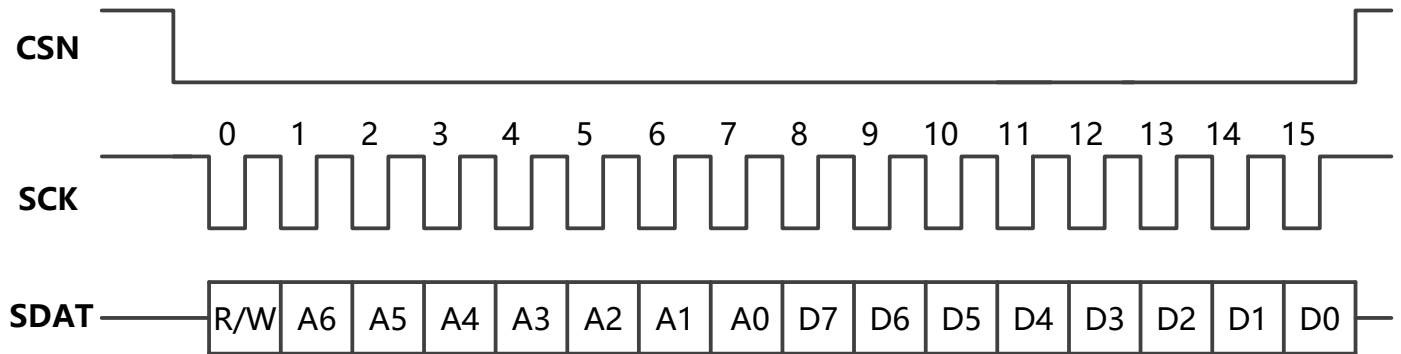 CSN
0 1 2 3 4 5 6 7 8 9 10 11 12 13 14 15
SCK
SDAT R/W A6 A5 A4 A3 A2 A1 A0 D7 D6 D5 D4 D3 D2 D1 D0